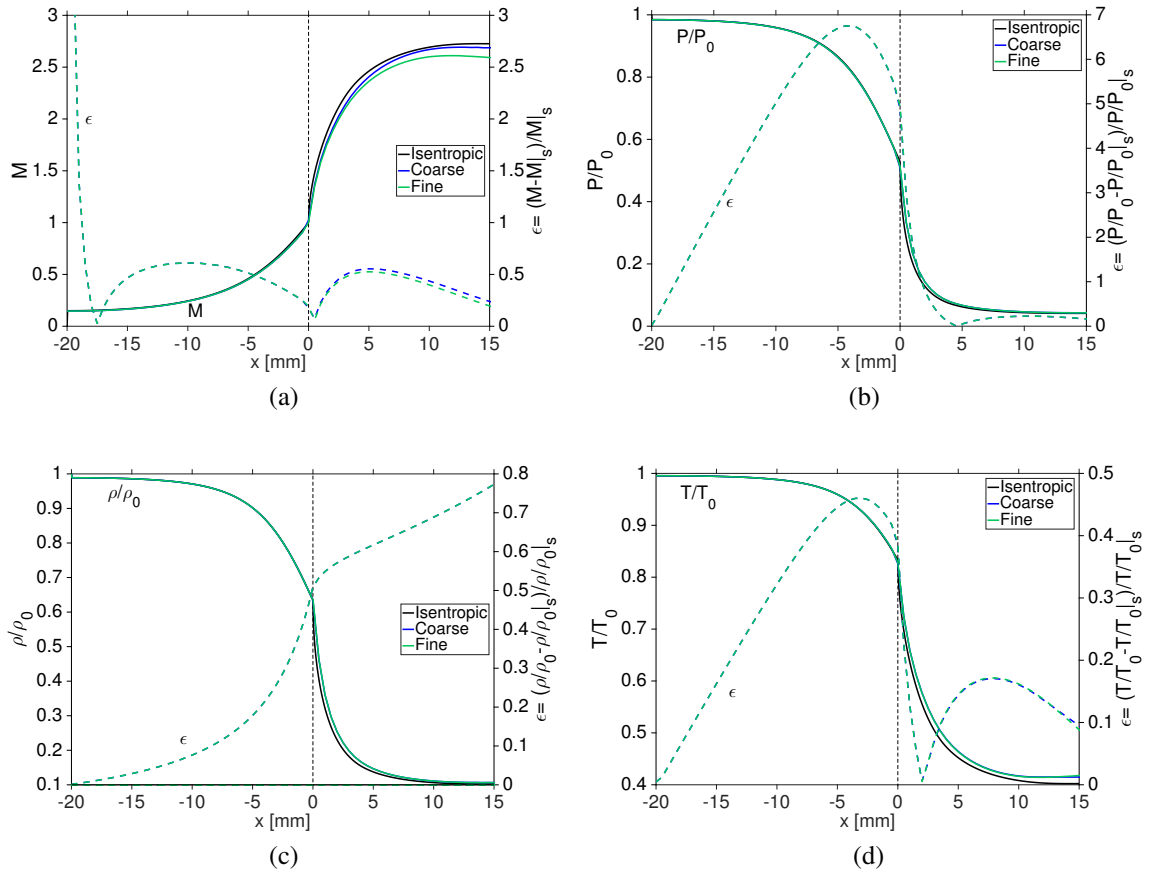 3
2.5
2
1.5
1
0.5
0
M
ϵ
M
Isentropic
Coarse
Fine
3
2.5
2
1.5
1
0.5
0
ϵ= (M-M|s)/M|s
-20 -15 -10 -5 0 5 10 15
x [mm]
(a)
1
0.8
0.6
0.4
0.2
0
P/P0
P/P0
ϵ
Isentropic
Coarse
Fine
7
6
5
4
3
2
1
0
ϵ= (P/P0-P/P0|s)/P/P0|s
-20 -15 -10 -5 0 5 10 15
x [mm]
(b)
1
0.9
0.8
0.7
0.6
0.5
0.4
0.3
0.2
0.1
ρ/ρ0
ρ/ρ0
ϵ
Isentropic
Coarse
Fine
0.8
0.7
0.6
0.5
0.4
0.3
0.2
0.1
0
ϵ= (ρ/ρ0-ρ/ρ0|s)/ρ/ρ0|s
-20 -15 -10 -5 0 5 10 15
x [mm]
(c)
1
0.9
0.8
0.7
0.6
0.5
0.4
T/T0
T/T0
ϵ
Isentropic
Coarse
Fine
0.5
0.4
0.3
0.2
0.1
0
ϵ= (T/T0-T/T0|s)/T/T0|s
-20 -15 -10 -5 0 5 10 15
x [mm]
(d)